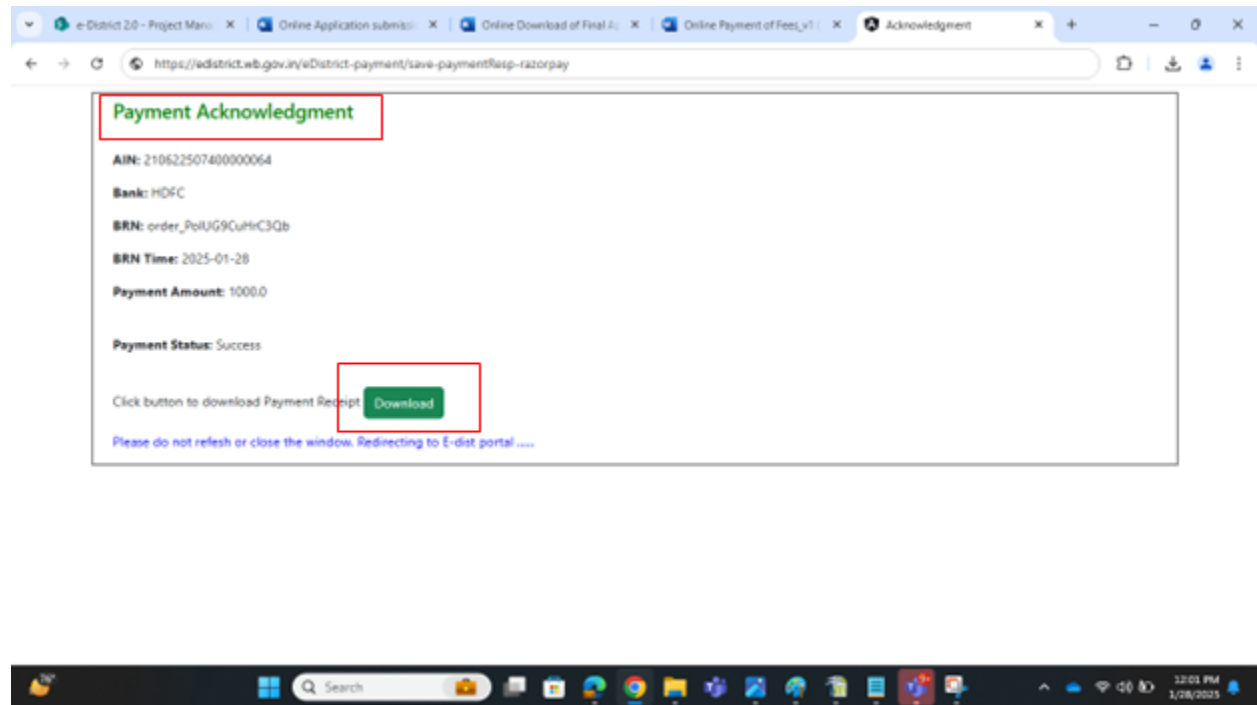 e-District 2.0 - Project Mana
Online Application submissi
Online Download of Final Ap
Online Payment of Fees_v1
Acknowledgment
https://edistrict.wb.gov.in/eDistrict-payment/save-paymentResp-razorpay
Payment Acknowledgment
AIN: 210622507400000064
Bank: HDFC
BRN: order_PolUG9CuHrC3Qb
BRN Time: 2025-01-28
Payment Amount: 1000.0
Payment Status: Success
Click button to download Payment Receipt Download
Please do not refesh or close the window. Redirecting to E-dist portal .....
76°
Search
12:01 PM
1/28/2025